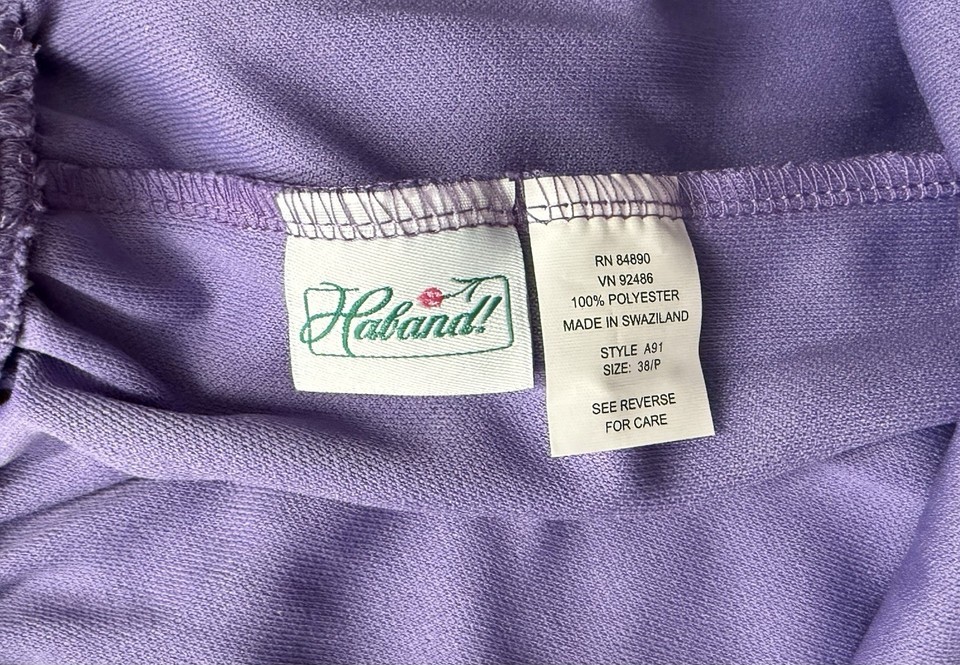 Haband!
RN 84890
VN 92486
100% POLYESTER
MADE IN SWAZILAND
STYLE A91
SIZE: 38/P
SEE REVERSE
FOR CARE